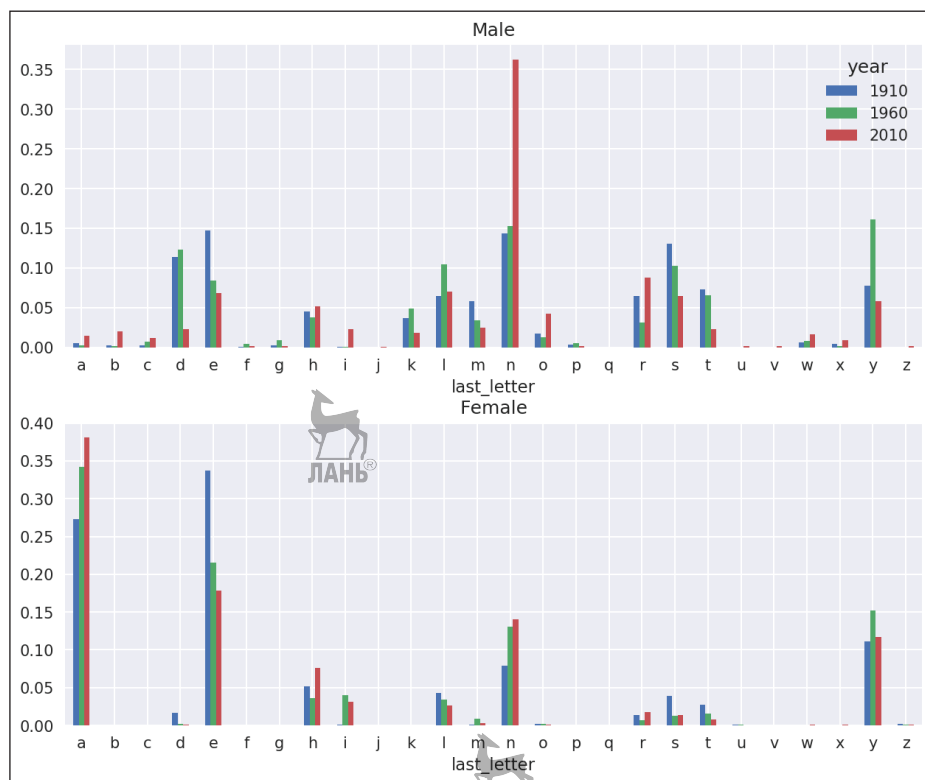 Male
year
1910
1960
2010
0.35
0.30
0.25
0.20
0.15
0.10
0.05
0.00
a b c d e f g h i j k l m n o p q r s t u v w x y z
last_letter
Female
0.40
0.35
0.30
0.25
0.20
0.15
0.10
0.05
0.00
ЛАНЬ®
a b c d e f g h i j k l m n o p q r s t u v w x y z
last_letter